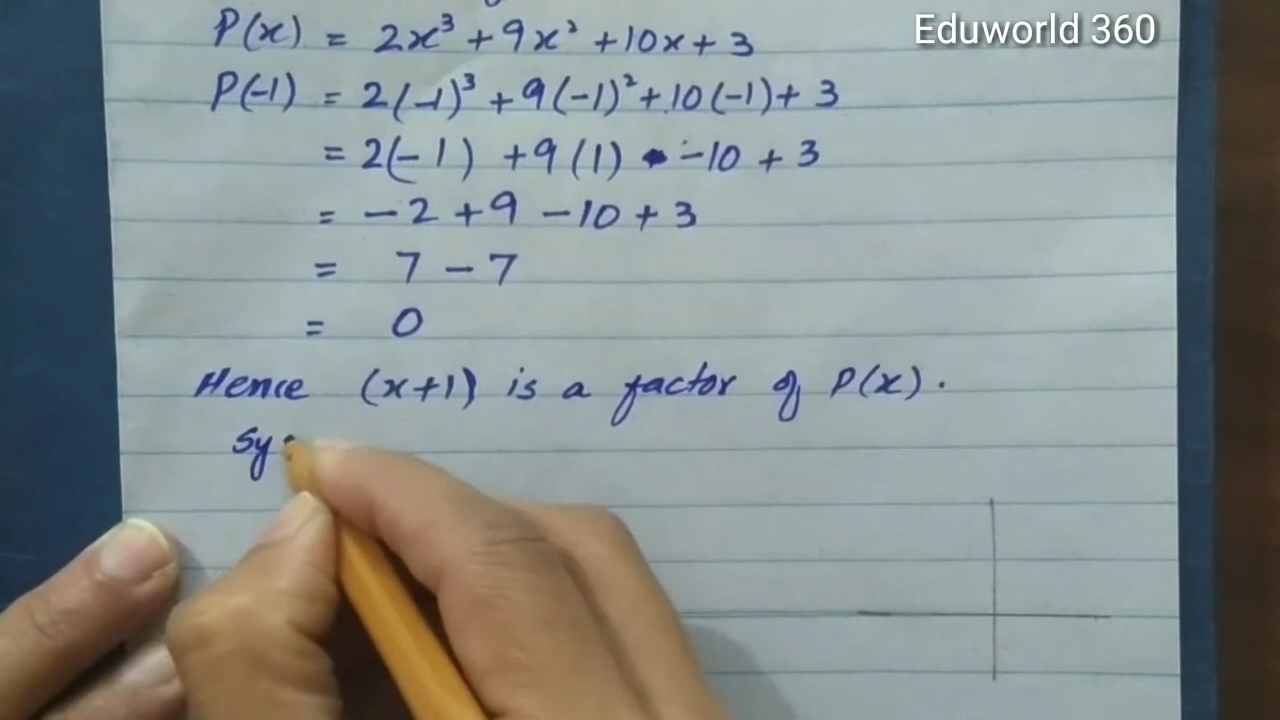 Eduworld 360
P(x) = 2x³ + 9x² + 10x + 3
P(-1) = 2(-1)³ + 9(-1)² + 10(-1) + 3
= 2(-1) + 9(1) - 10 + 3
= -2 + 9 - 10 + 3
= 7 - 7
= 0
Hence (x+1) is a factor of P(x).
Sy